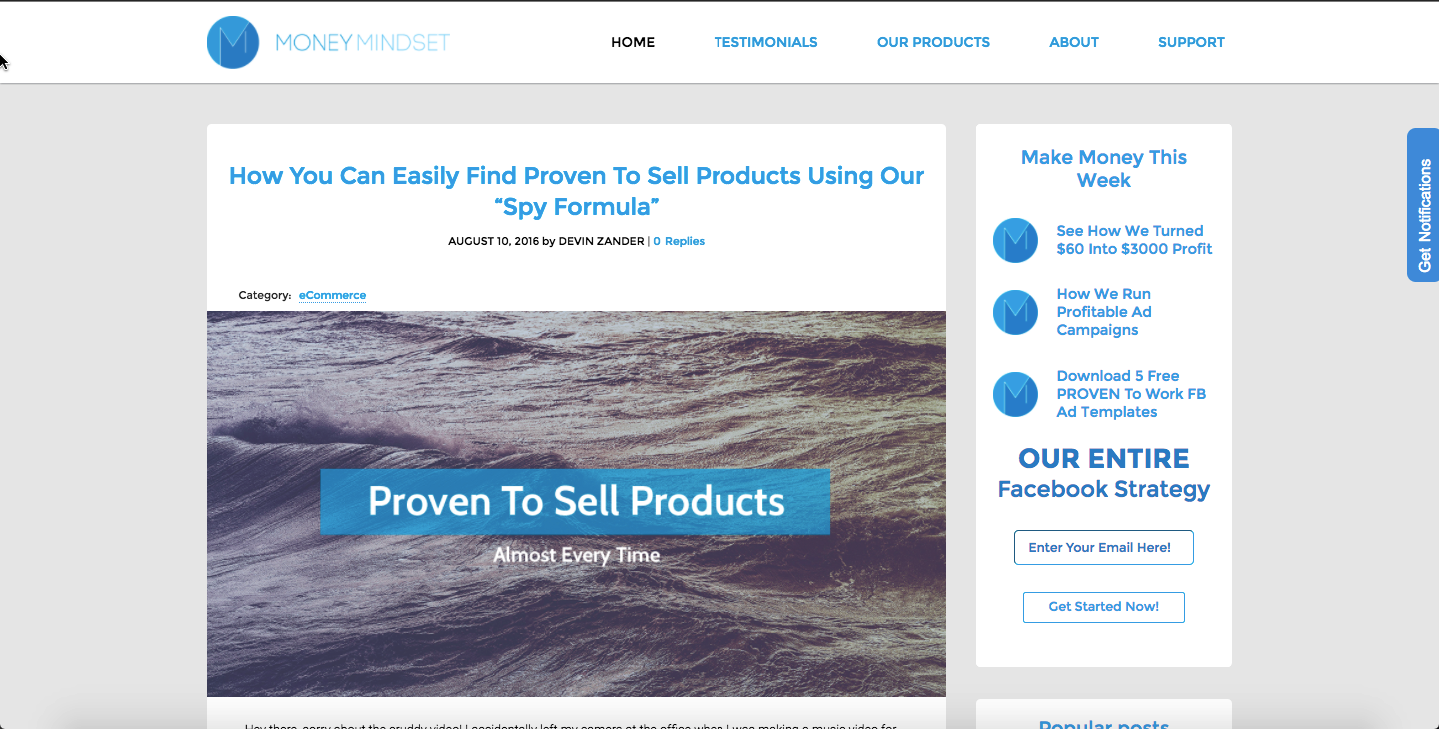 MONEYMINDSET
HOME
TESTIMONIALS
OUR PRODUCTS
ABOUT
SUPPORT
How You Can Easily Find Proven To Sell Products Using Our
“Spy Formula”
AUGUST 10, 2016 by DEVIN ZANDER | 0 Replies
Category: eCommerce
Proven To Sell Products
Almost Every Time
Make Money This
Week
See How We Turned
$60 Into $3000 Profit
How We Run
Profitable Ad
Campaigns
Download 5 Free
PROVEN To Work FB
Ad Templates
OUR ENTIRE
Facebook Strategy
Enter Your Email Here!
Get Started Now!
Get Notifications
Hey there, sorry about the cruddy video! I accidentally left my camera at the office when I was making a music video for
Popular posts